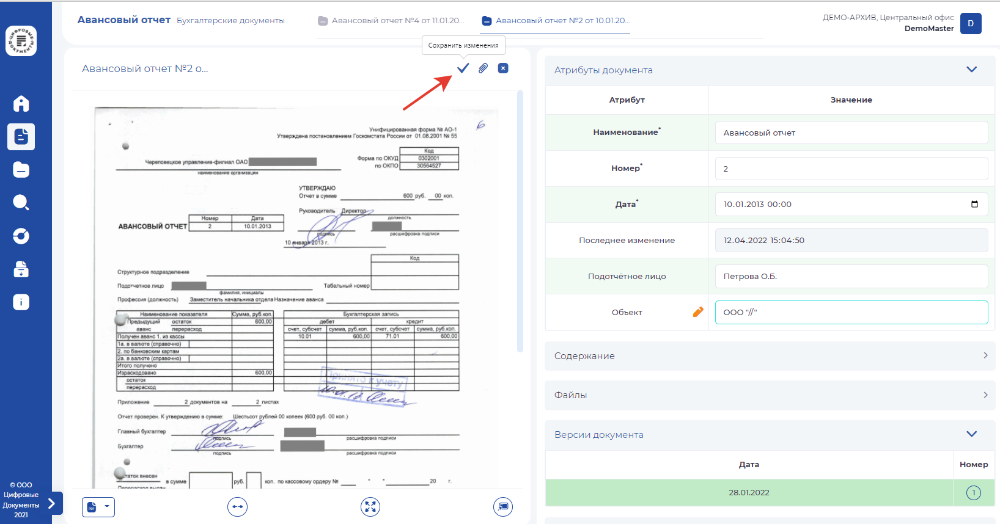 Авансовый отчет Бухгалтерские документы
Авансовый отчет №4 от 11.01.20...
Авансовый отчет №2 от 10.01.20...
ДЕМО-АРХИВ, Центральный офис
DemoMaster
D
ЦИФРОВЫЕ ДОКУМЕНТЫ
Сохранить изменения
Авансовый отчет №2 о...
6
Унифицированная форма № АО-1
Утверждена постановлением Госкомстата России от 01.08.2001 № 55
Код
Форма по ОКУД 0302001
по ОКПО 30564527
Череповецкое управление-филиал ОАО
наименование организации
УТВЕРЖДАЮ
Отчет в сумме 600 руб. 00 коп.
Руководитель Директор
должность
Номер Дата
АВАНСОВЫЙ ОТЧЕТ 2 10.01.2013
подпись расшифровка подписи
10 января 2013 г.
Код
Структурное подразделение
Подотчетное лицо Табельный номер
фамилия, инициалы
Профессия (должность) Заместитель начальника отдела Назначение аванса
Наименование показателя Сумма, руб.коп. Бухгалтерская запись
Предыдущий остаток 600,00 дебет кредит
аванс перерасход счет, субсчет сумма, руб.коп. счет, субсчет сумма, руб.коп.
Получен аванс 1. из кассы 10.01 600,00 71.01 600,00
1а. в валюте (справочно)
2. по банковским картам
2а. в валюте (справочно)
Итого получено
Израсходовано 600,00
остаток
перерасход
Принято к учету
10.01.13
Приложение 2 документов на 2 листах
Отчет проверен. К утверждению в сумме: Шестьсот рублей 00 копеек (600 руб. 00 коп.)
Главный бухгалтер
подпись расшифровка подписи
Бухгалтер
подпись расшифровка подписи
таток внесен
в сумме руб. коп. по кассовому ордеру № " " 20 г.
PDF
Атрибуты документа
Атрибут Значение
Наименование* Авансовый отчет
Номер* 2
Дата* 10.01.2013 00:00
Последнее изменение 12.04.2022 15:04:50
Подотчётное лицо Петрова О.Б.
Объект ООО "//"
Содержание
Файлы
Версии документа
Дата Номер
28.01.2022 1
© ООО
Цифровые
Документы
2021